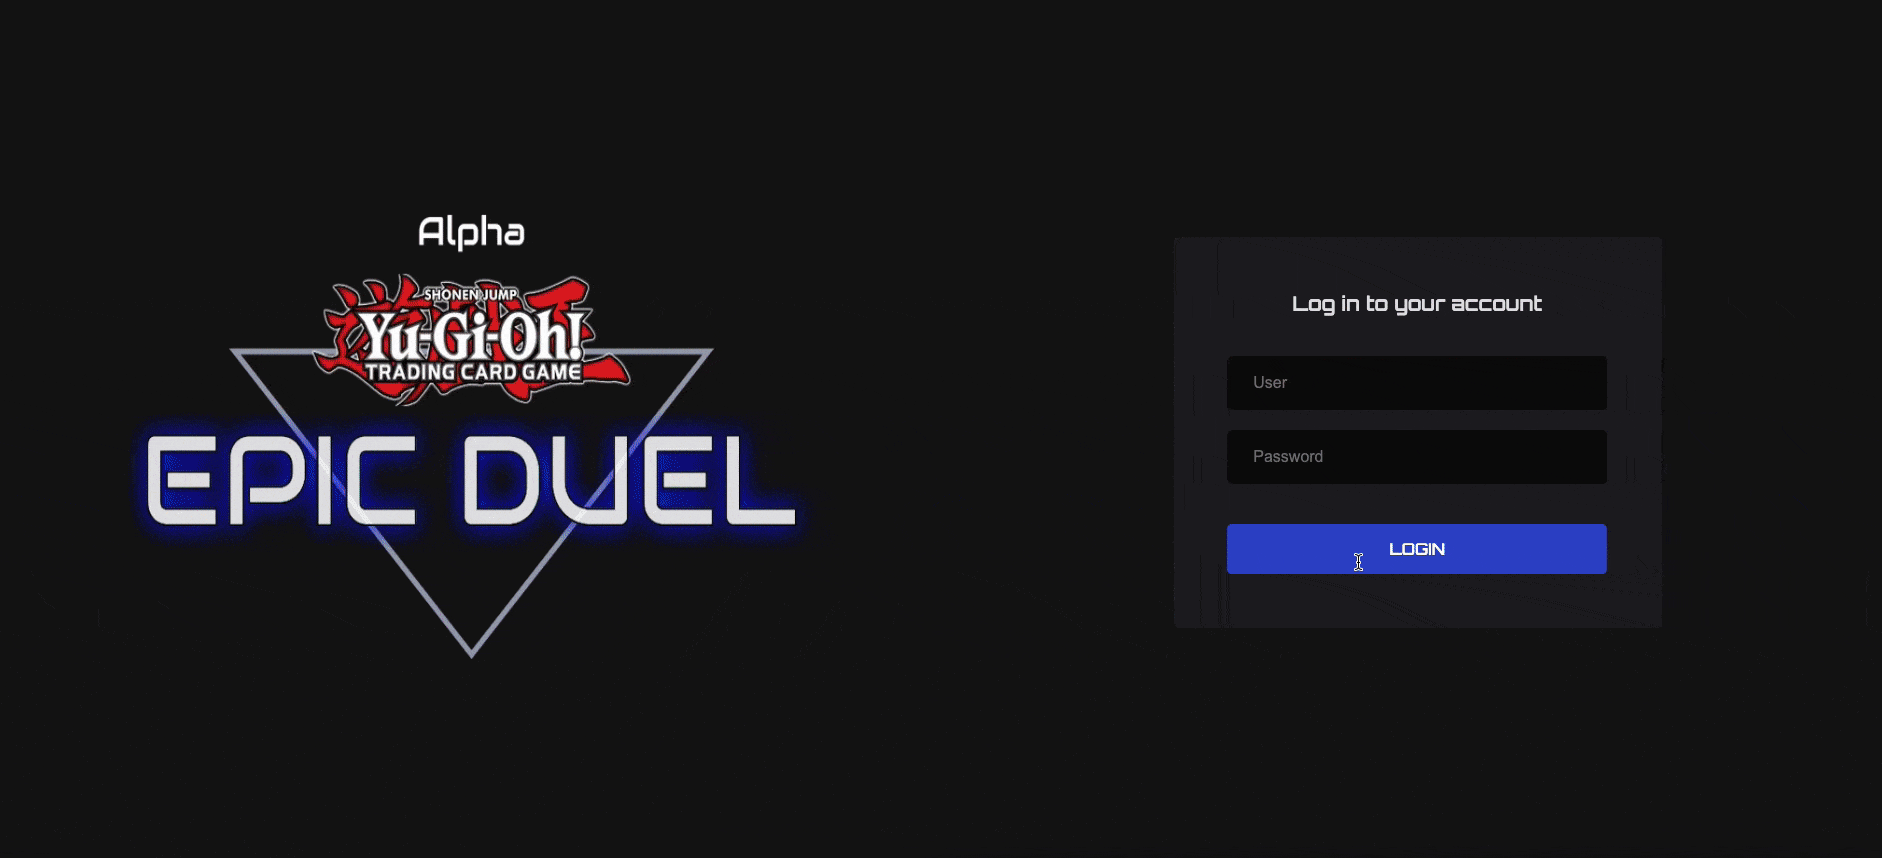 Alpha
SHONEN JUMP
Yu-Gi-Oh!
TRADING CARD GAME
EPIC DUEL
Log in to your account
User
Password
LOGIN